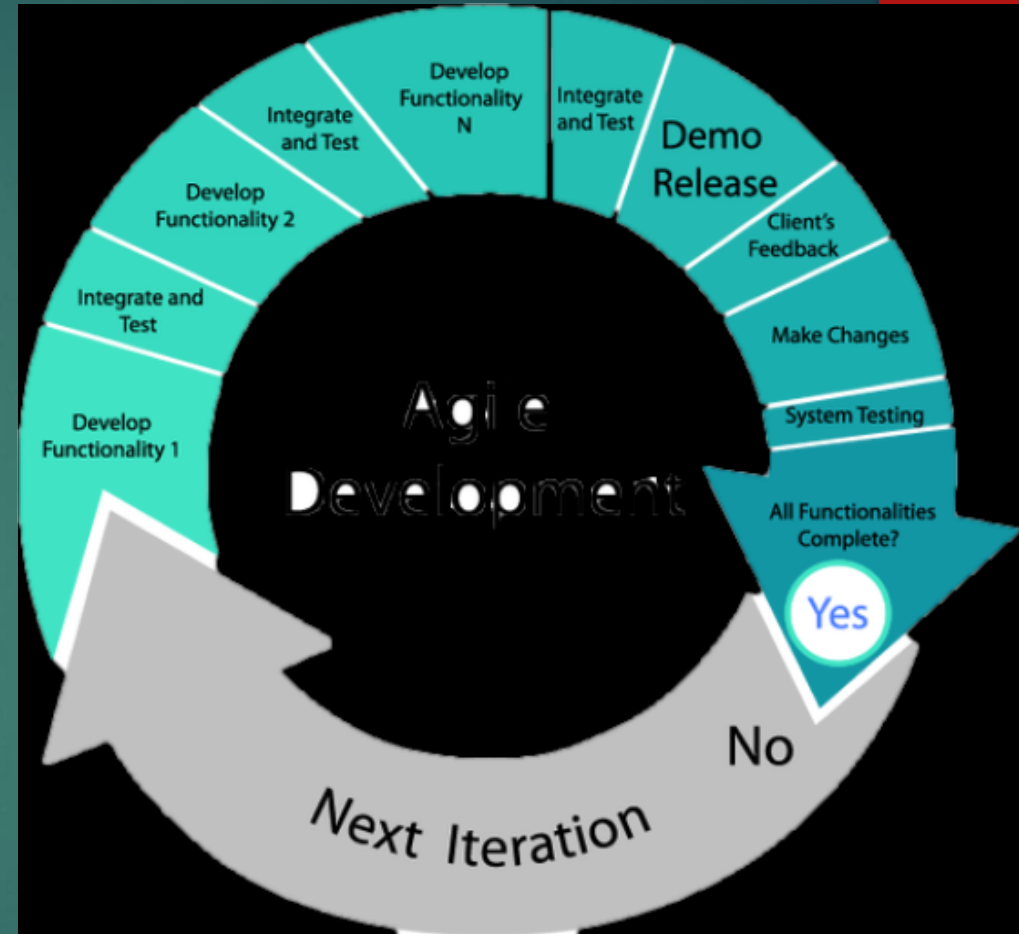 Develop
Functionality 1
Integrate and
Test
Develop
Functionality 2
Integrate
and Test
Develop
Functionality
N
Integrate
and Test
Demo
Release
Client's
Feedback
Make Changes
System Testing
All Functionalities
Complete?
Yes
No
Next Iteration
Agile
Development